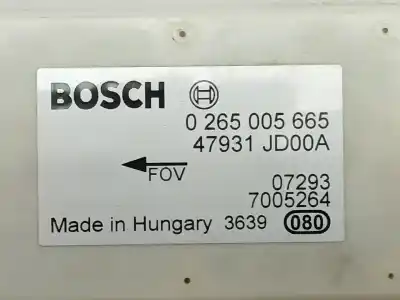 BOSCH
0 265 005 665
47931 JD00A
FOV
07293
7005264
Made in Hungary 3639 080